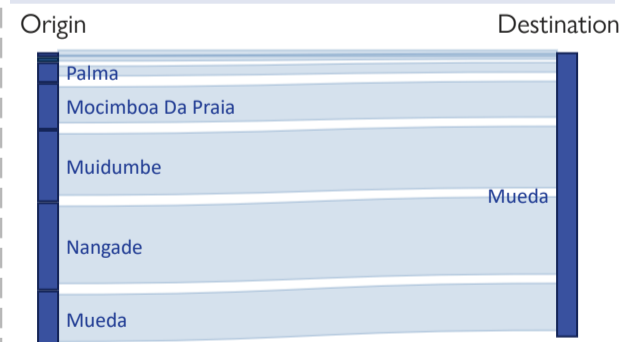 Origin
Destination
Palma
Mocimboa Da Praia
Muidumbe
Mueda
Nangade
Mueda